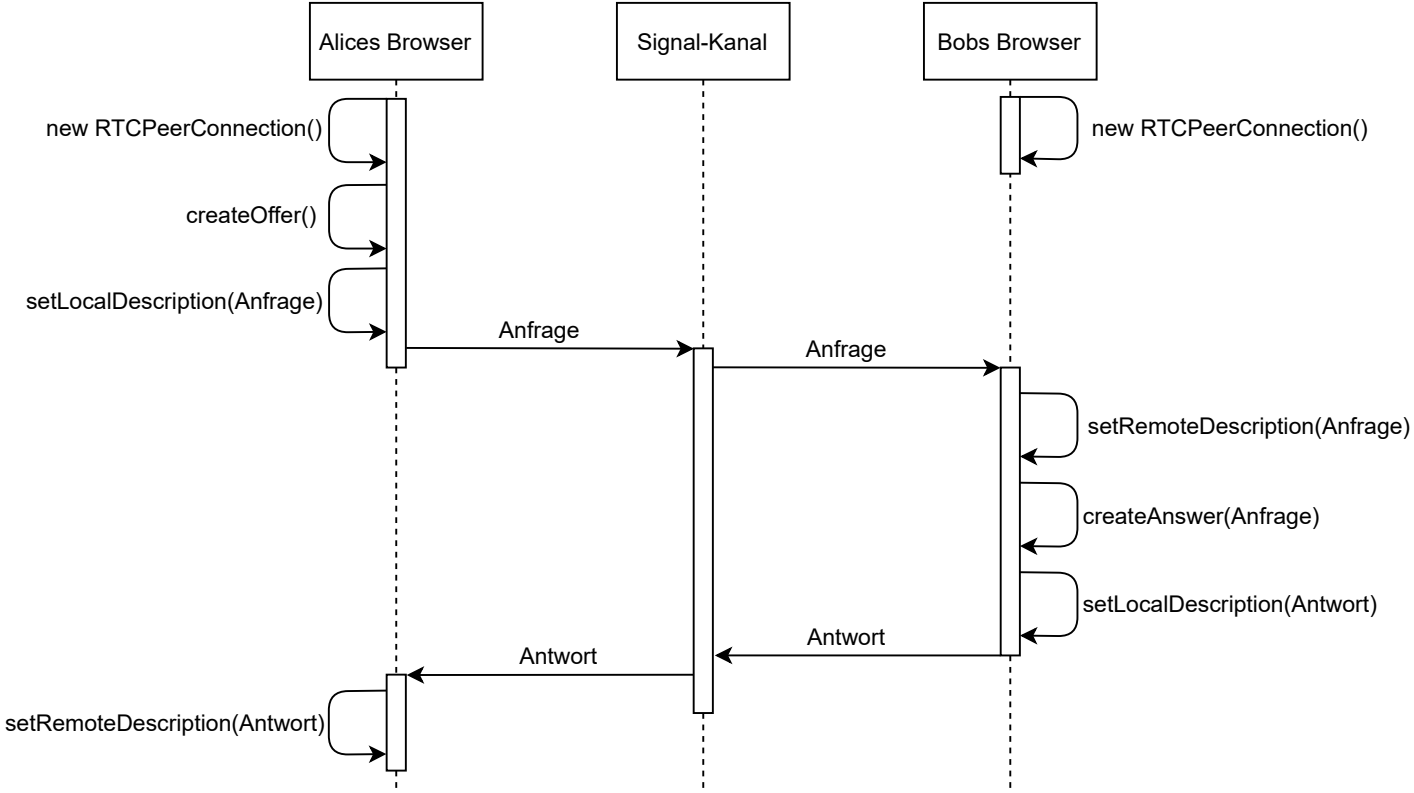 Alices Browser
Signal-Kanal
Bobs Browser
new RTCPeerConnection()
new RTCPeerConnection()
createOffer()
setLocalDescription(Anfrage)
Anfrage
Anfrage
setRemoteDescription(Anfrage)
createAnswer(Anfrage)
setLocalDescription(Antwort)
Antwort
Antwort
setRemoteDescription(Antwort)